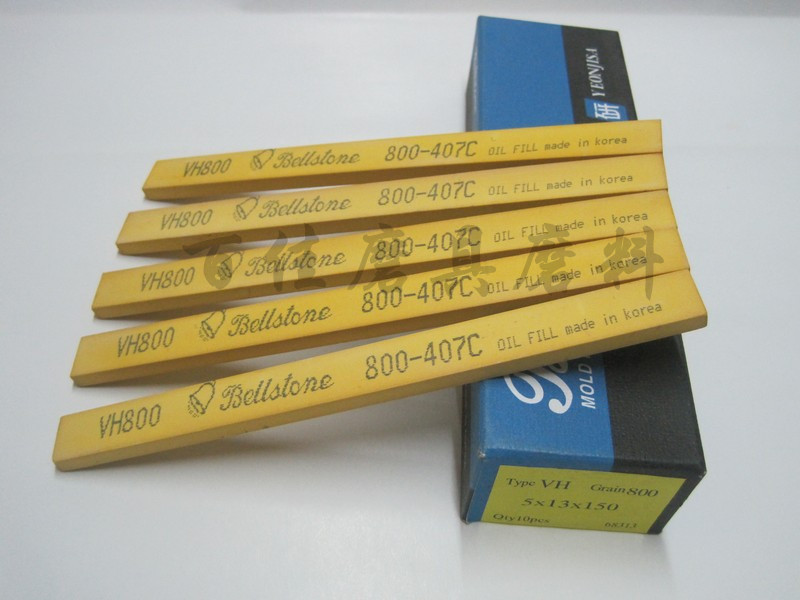 研 YEONJISA
VH800 Bellstone 800-407C OIL FILL made in korea
VH800 Bellstone 800-407C OIL FILL made in korea
VH800 Bellstone 800-407C OIL FILL made in korea
百佳磨具磨料
VH800 Bellstone 800-407C OIL FILL made in korea
VH800 Bellstone 800-407C OIL FILL made in korea
MOLD
Type VH Grain 800
5x13x150
Qty10pcs 68313